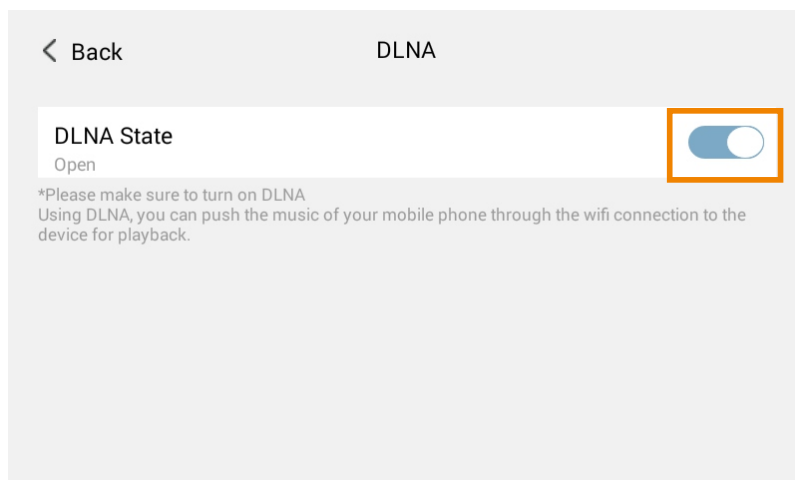 Back
DLNA
DLNA State
Open
*Please make sure to turn on DLNA
Using DLNA, you can push the music of your mobile phone through the wifi connection to the
device for playback.